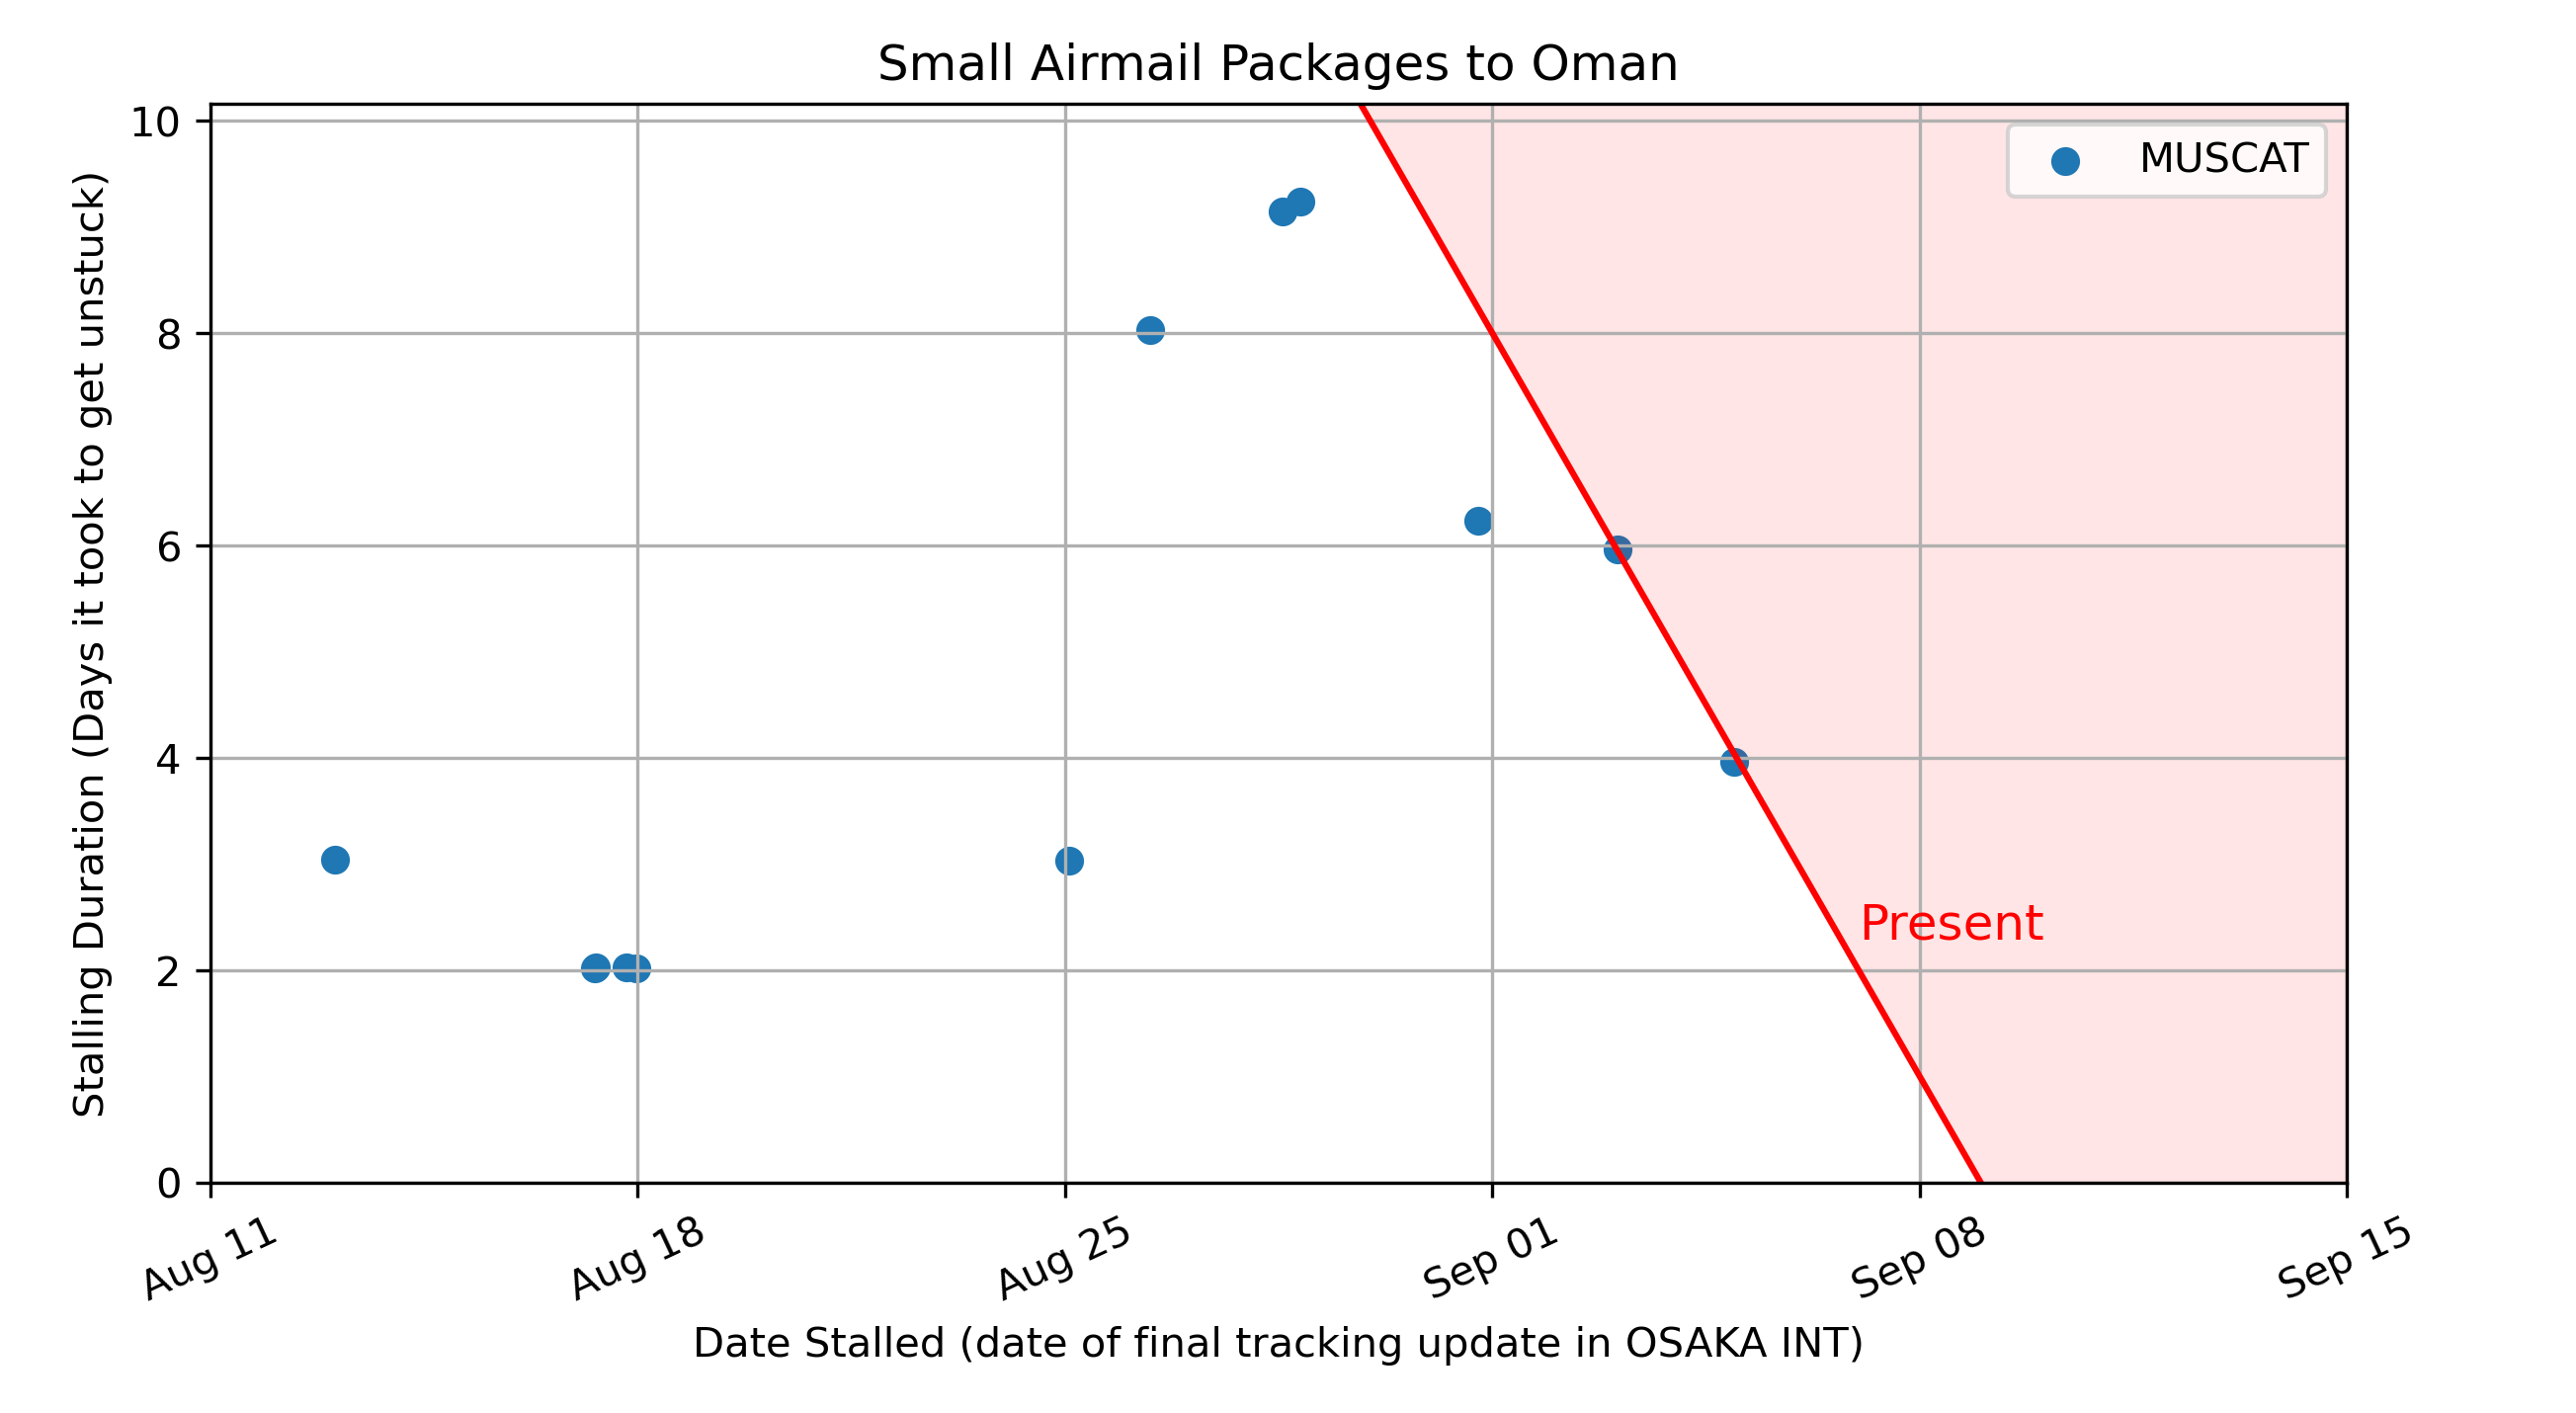 Small Airmail Packages to Oman
Stalling Duration (Days it took to get unstuck)
10
8
6
4
2
0
MUSCAT
Present
Aug 11
Aug 18
Aug 25
Sep 01
Sep 08
Sep 15
Date Stalled (date of final tracking update in OSAKA INT)